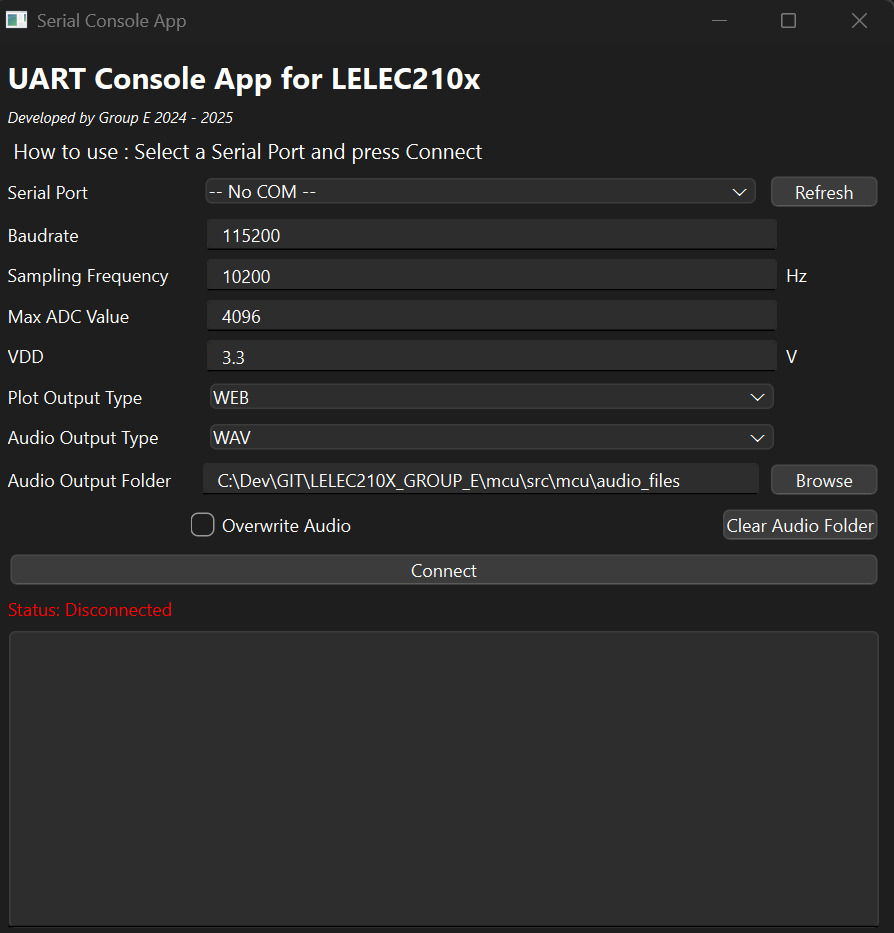 Serial Console App
UART Console App for LELEC210x
Developed by Group E 2024 - 2025
How to use : Select a Serial Port and press Connect
Serial Port -- No COM -- Refresh
Baudrate 115200
Sampling Frequency 10200 Hz
Max ADC Value 4096
VDD 3.3 V
Plot Output Type WEB
Audio Output Type WAV
Audio Output Folder C:\Dev\GIT\LELEC210X_GROUP_E\mcu\src\mcu\audio_files Browse
Overwrite Audio Clear Audio Folder
Connect
Status: Disconnected